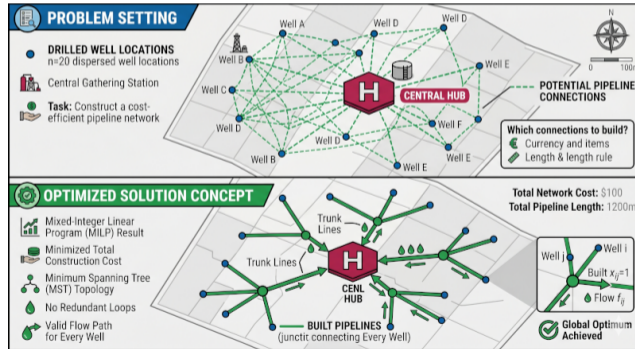 PROBLEM SETTING
DRILLED WELL LOCATIONS
n=20 dispersed well locations
Central Gathering Station
Task: Construct a cost-
efficient pipeline network
Well A
Well D
Well D
Well B
Well E
Well C
H
CENTRAL HUB
Well D
Well D
Well F
Well B
Well E
Well E
N
0 100m
POTENTIAL PIPELINE
CONNECTIONS
Which connections to build?
Currency and items
Length & length rule
OPTIMIZED SOLUTION CONCEPT
Mixed-Integer Linear
Program (MILP) Result
Minimized Total
Construction Cost
Minimum Spanning Tree
(MST) Topology
No Redundant Loops
Valid Flow Path
for Every Well
Trunk
Lines
Trunk Lines
H
CENL
HUB
BUILT PIPELINES
(junctic connecting Every Well)
Total Network Cost: $100
Total Pipeline Length: 1200m
Well i
Well j
Built xij=1
Flow fij
Global Optimum
Achieved